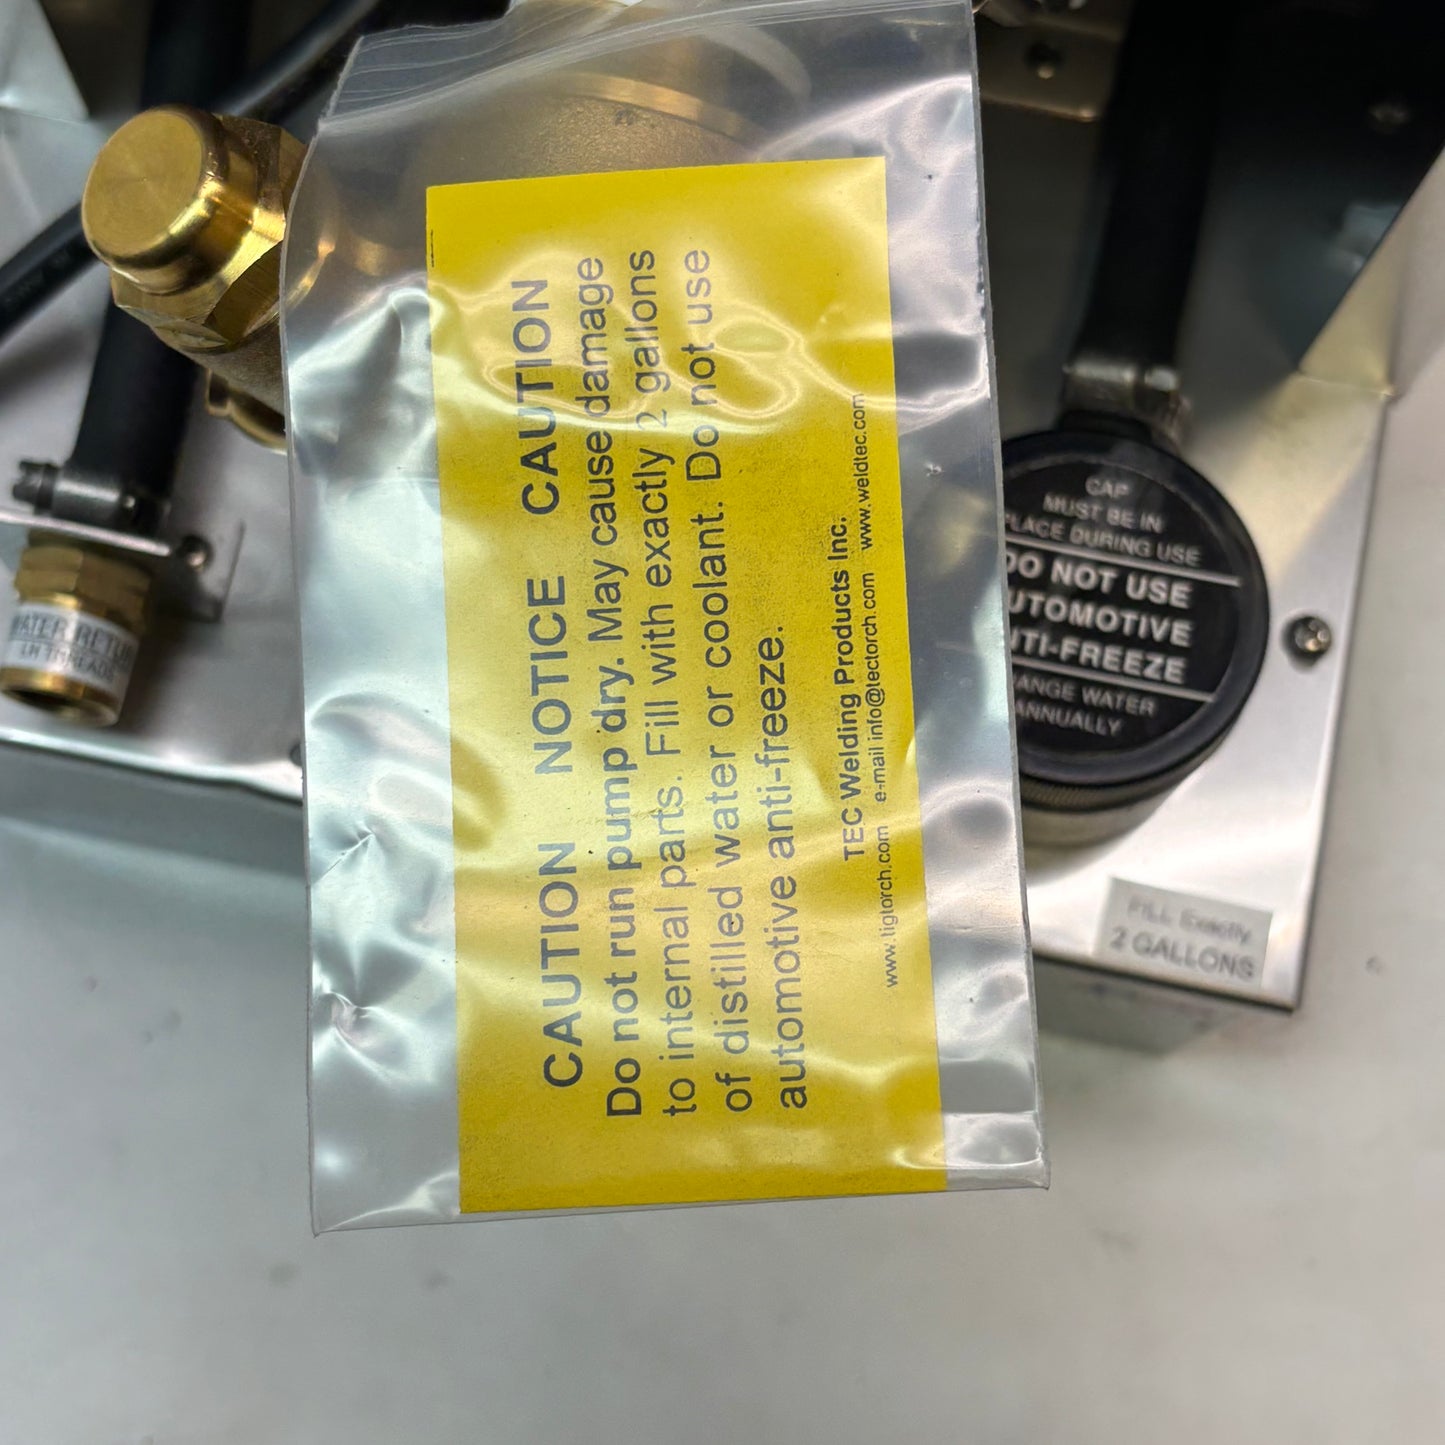 CAUTION NOTICE CAUTION
Do not run pump dry. May cause damage
to internal parts. Fill with exactly 2 gallons
of distilled water or coolant. Do not use
automotive anti-freeze.
TEC Welding Products Inc.
www.tigtorch.com e-mail info@tectorch.com www.weldtec.com
CAP
MUST BE IN
PLACE DURING USE
DO NOT USE
AUTOMOTIVE
ANTI-FREEZE
CHANGE WATER
ANNUALLY
FILL Exactly
2 GALLONS
WATER RETURN
LH THREADS